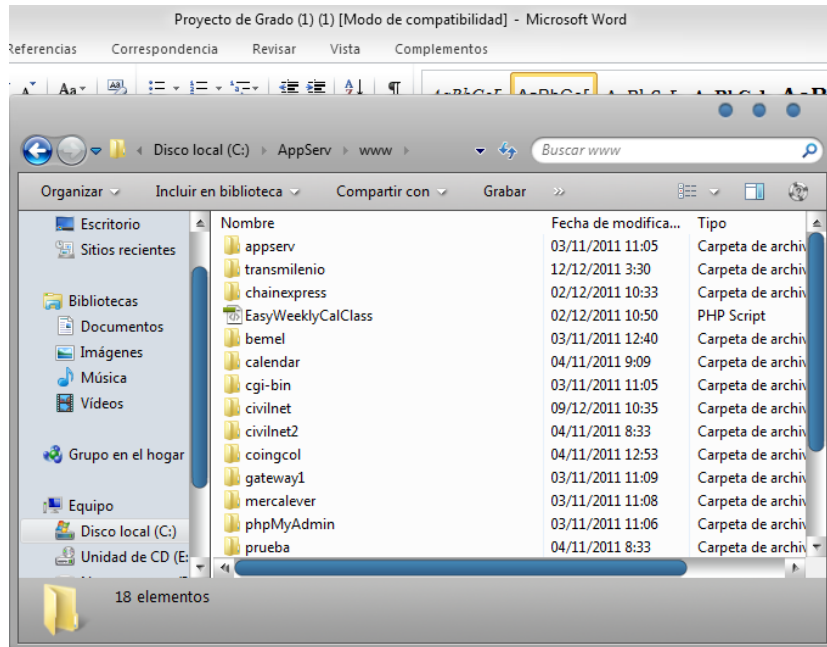 Proyecto de Grado (1) (1) [Modo de compatibilidad] - Microsoft Word
Referencias Correspondencia Revisar Vista Complementos
Disco local (C:) AppServ www Buscar www
Organizar Incluir en biblioteca Compartir con Grabar »
Escritorio
Sitios recientes
Bibliotecas
Documentos
Imágenes
Música
Vídeos
Grupo en el hogar
Equipo
Disco local (C:)
Unidad de CD (E:
Nombre Fecha de modifica... Tipo
appserv 03/11/2011 11:05 Carpeta de archiv
transmilenio 12/12/2011 3:30 Carpeta de archiv
chainexpress 02/12/2011 10:33 Carpeta de archiv
EasyWeeklyCalClass 02/12/2011 10:50 PHP Script
bemel 03/11/2011 12:40 Carpeta de archiv
calendar 04/11/2011 9:09 Carpeta de archiv
cgi-bin 03/11/2011 11:05 Carpeta de archiv
civilnet 09/12/2011 10:35 Carpeta de archiv
civilnet2 04/11/2011 8:33 Carpeta de archiv
coingcol 04/11/2011 12:53 Carpeta de archiv
gateway1 03/11/2011 11:09 Carpeta de archiv
mercalever 03/11/2011 11:08 Carpeta de archiv
phpMyAdmin 03/11/2011 11:06 Carpeta de archiv
prueba 04/11/2011 8:33 Carpeta de archiv
18 elementos